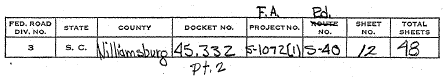 F.A. Rd.
FED. ROAD DIV. NO. STATE COUNTY DOCKET NO. PROJECT NO. ROUTE NO. SHEET NO. TOTAL SHEETS
3 S.C. Williamsburg 45.332 S-1072(1) S-40 12 48
pt. 2